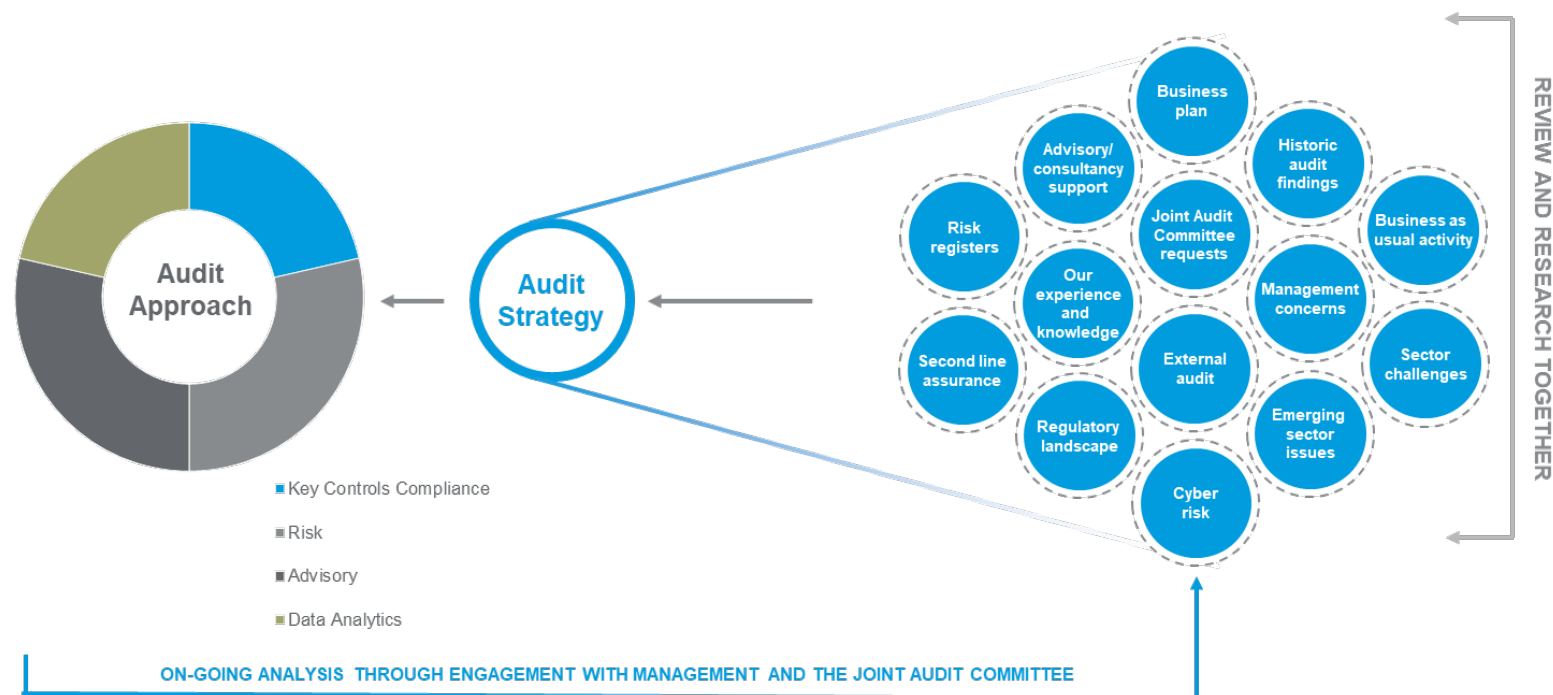 Audit
Approach
Key Controls Compliance
Risk
Advisory
Data Analytics
Audit
Strategy
Business
plan
Advisory/
consultancy
support
Historic
audit
findings
Risk
registers
Joint Audit
Committee
requests
Business as
usual activity
Our
experience
and
knowledge
Management
concerns
Second line
assurance
External
audit
Sector
challenges
Regulatory
landscape
Emerging
sector
issues
Cyber
risk
REVIEW AND RESEARCH TOGETHER
ON-GOING ANALYSIS THROUGH ENGAGEMENT WITH MANAGEMENT AND THE JOINT AUDIT COMMITTEE